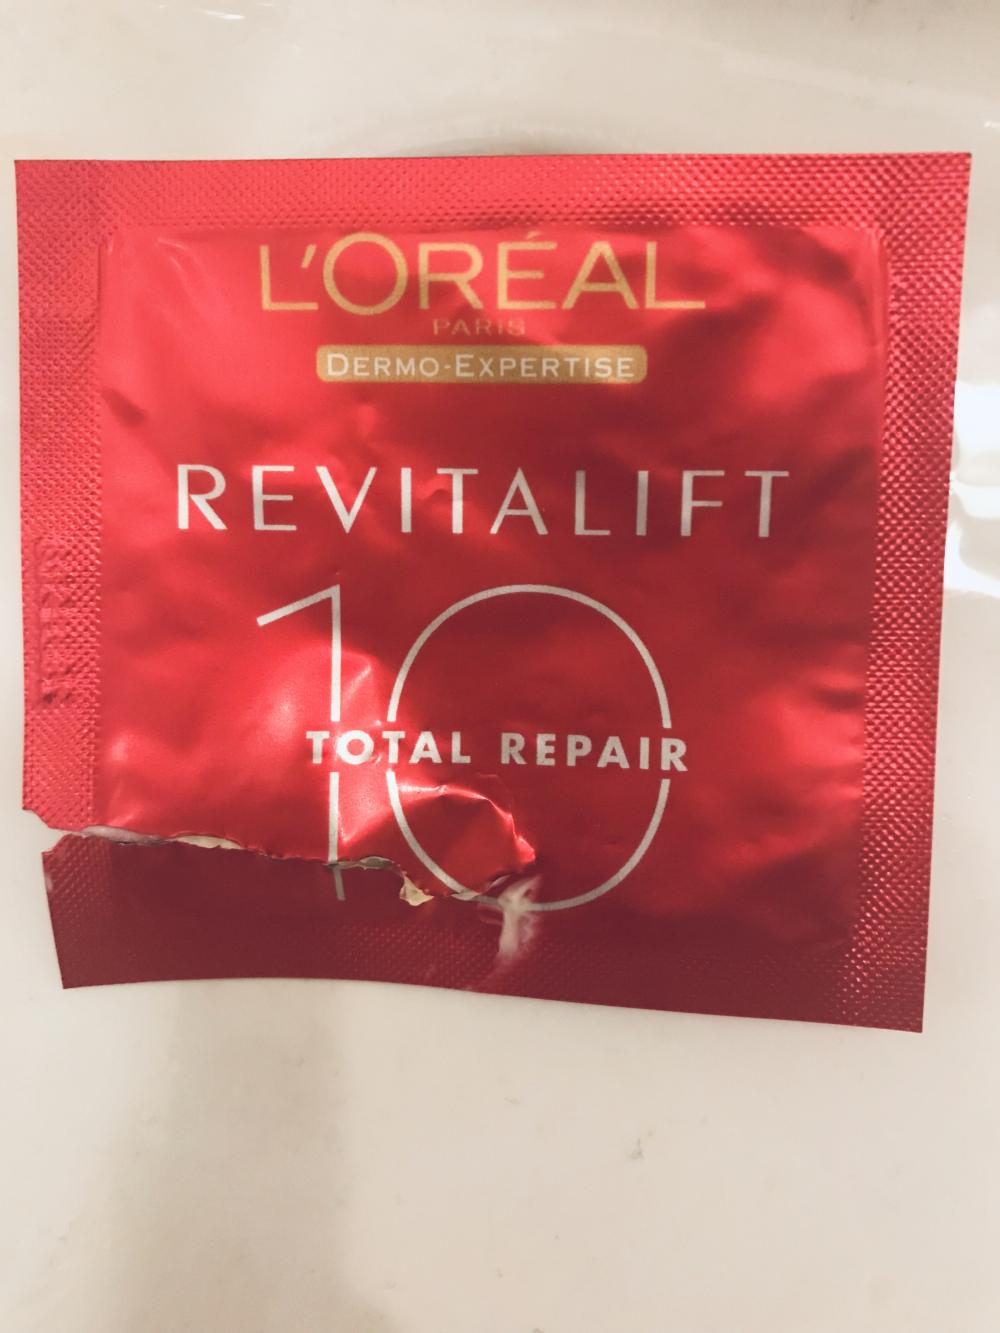 L'ORÉAL
PARIS
DERMO-EXPERTISE
REVITALIFT
10
TOTAL REPAIR